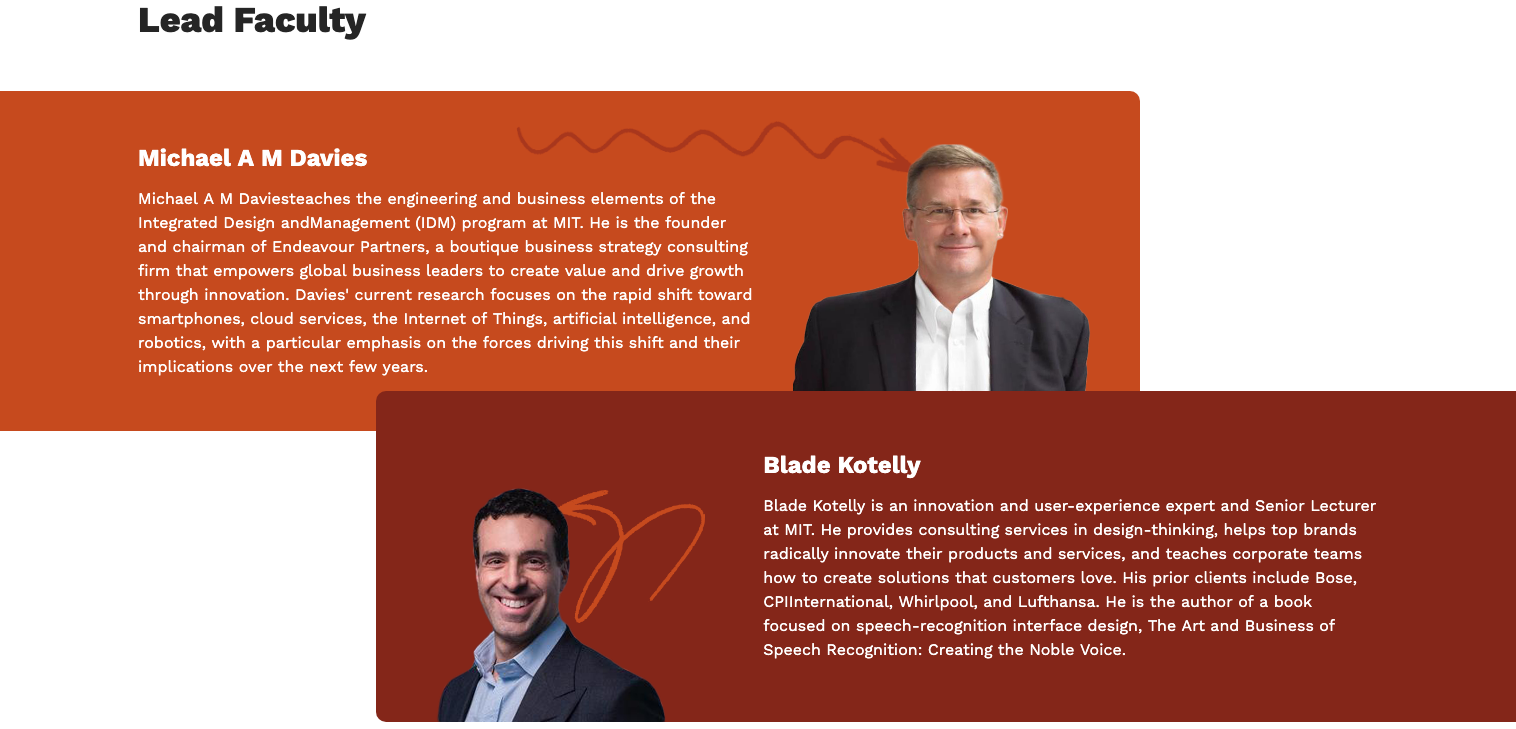 Lead Faculty
Michael A M Davies
Michael A M Daviesteaches the engineering and business elements of the
Integrated Design andManagement (IDM) program at MIT. He is the founder
and chairman of Endeavour Partners, a boutique business strategy consulting
firm that empowers global business leaders to create value and drive growth
through innovation. Davies' current research focuses on the rapid shift toward
smartphones, cloud services, the Internet of Things, artificial intelligence, and
robotics, with a particular emphasis on the forces driving this shift and their
implications over the next few years.
Blade Kotelly
Blade Kotelly is an innovation and user-experience expert and Senior Lecturer
at MIT. He provides consulting services in design-thinking, helps top brands
radically innovate their products and services, and teaches corporate teams
how to create solutions that customers love. His prior clients include Bose,
CPIInternational, Whirlpool, and Lufthansa. He is the author of a book
focused on speech-recognition interface design, The Art and Business of
Speech Recognition: Creating the Noble Voice.